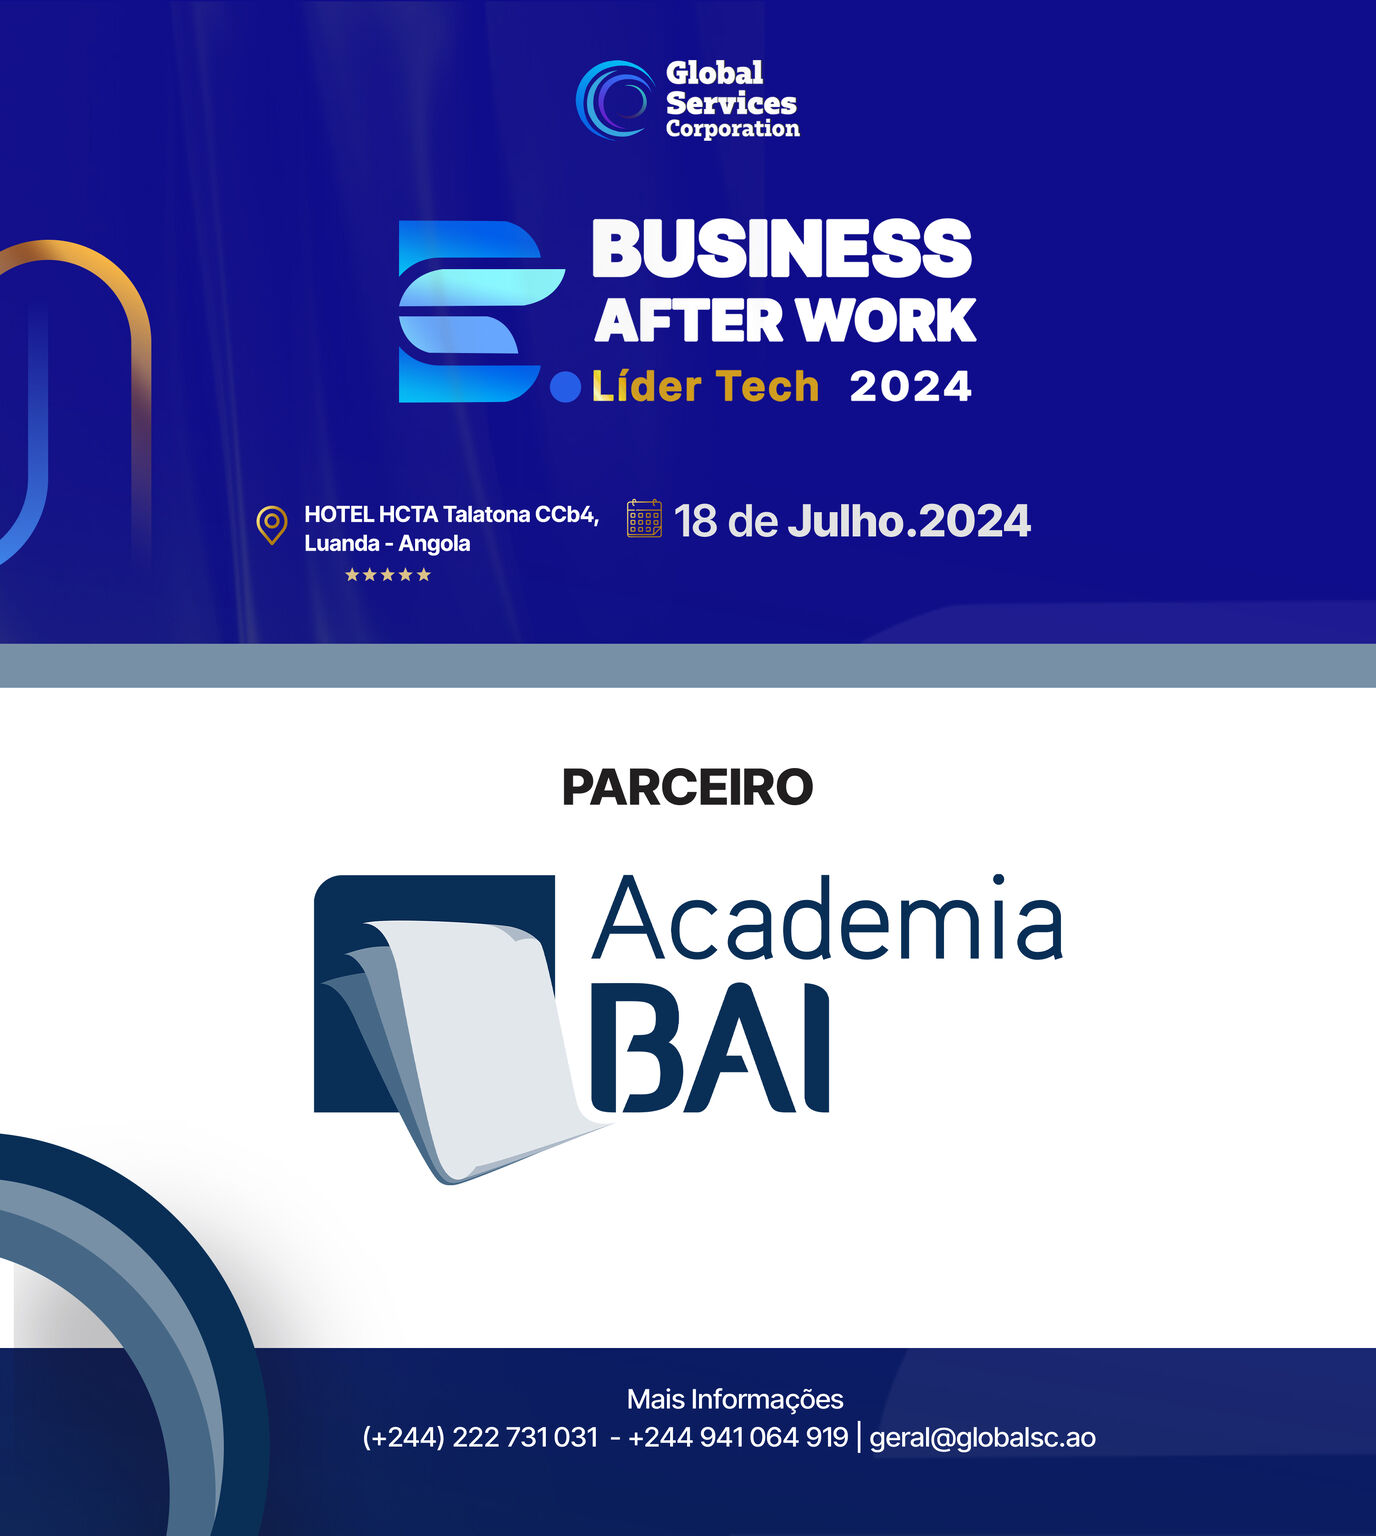 Global
Services
Corporation
BUSINESS
AFTER WORK
Líder Tech 2024
HOTEL HCTA Talatona CCb4,
Luanda - Angola
18 de Julho.2024
PARCEIRO
Academia
BAI
Mais Informações
(+244) 222 731 031 - +244 941 064 919 | geral@globalsc.ao